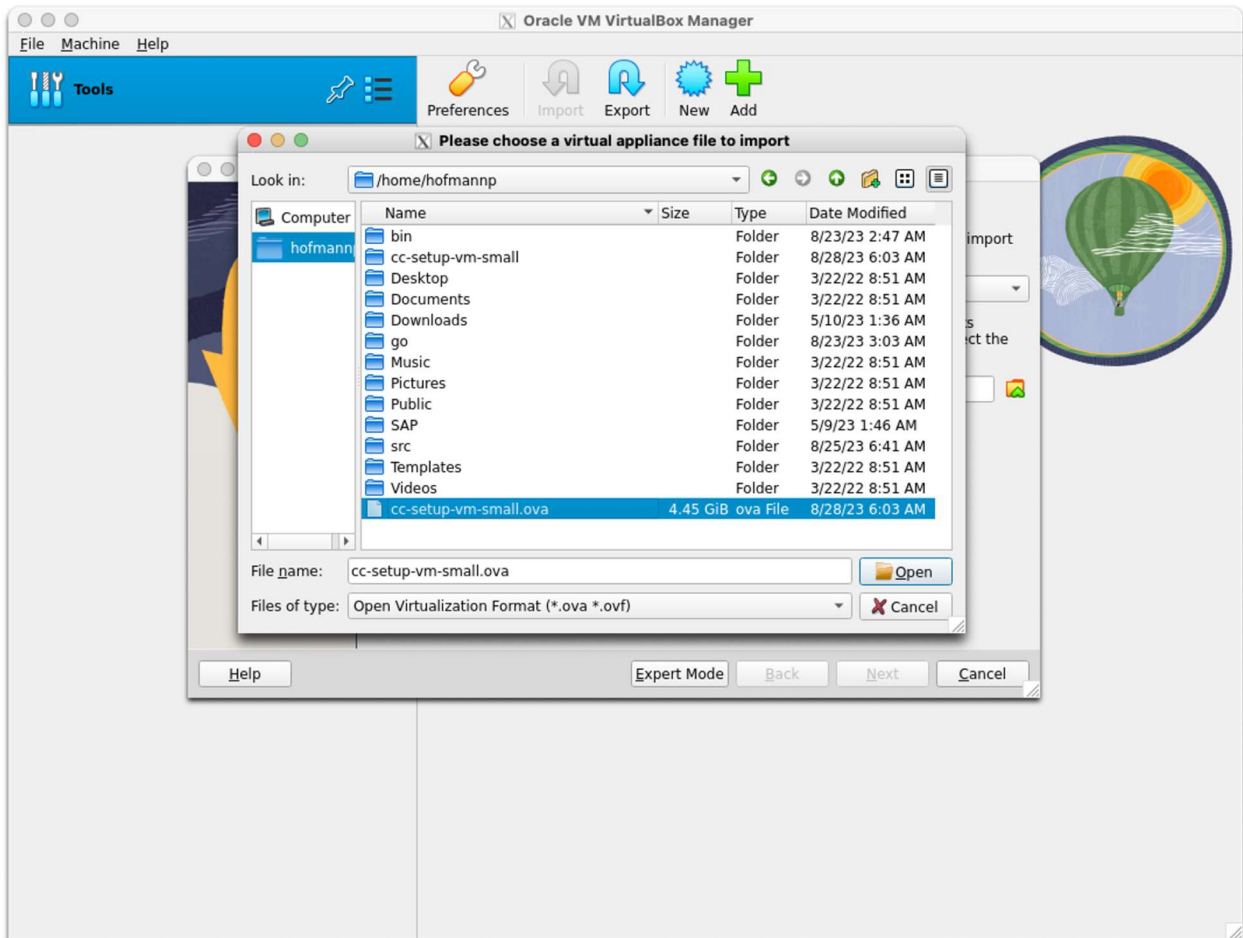 Oracle VM VirtualBox Manager
File Machine Help
Tools
Preferences Import Export New Add
Please choose a virtual appliance file to import
Look in: /home/hofmannp
Computer
hofmannp
Name Size Type Date Modified
bin Folder 8/23/23 2:47 AM
cc-setup-vm-small Folder 8/28/23 6:03 AM
Desktop Folder 3/22/22 8:51 AM
Documents Folder 3/22/22 8:51 AM
Downloads Folder 5/10/23 1:36 AM
go Folder 8/23/23 3:03 AM
Music Folder 3/22/22 8:51 AM
Pictures Folder 3/22/22 8:51 AM
Public Folder 3/22/22 8:51 AM
SAP Folder 5/9/23 1:46 AM
src Folder 8/25/23 6:41 AM
Templates Folder 3/22/22 8:51 AM
Videos Folder 3/22/22 8:51 AM
cc-setup-vm-small.ova 4.45 GiB ova File 8/28/23 6:03 AM
import
ct the
File name: cc-setup-vm-small.ova Open
Files of type: Open Virtualization Format (*.ova *.ovf) Cancel
Help Expert Mode Back Next Cancel